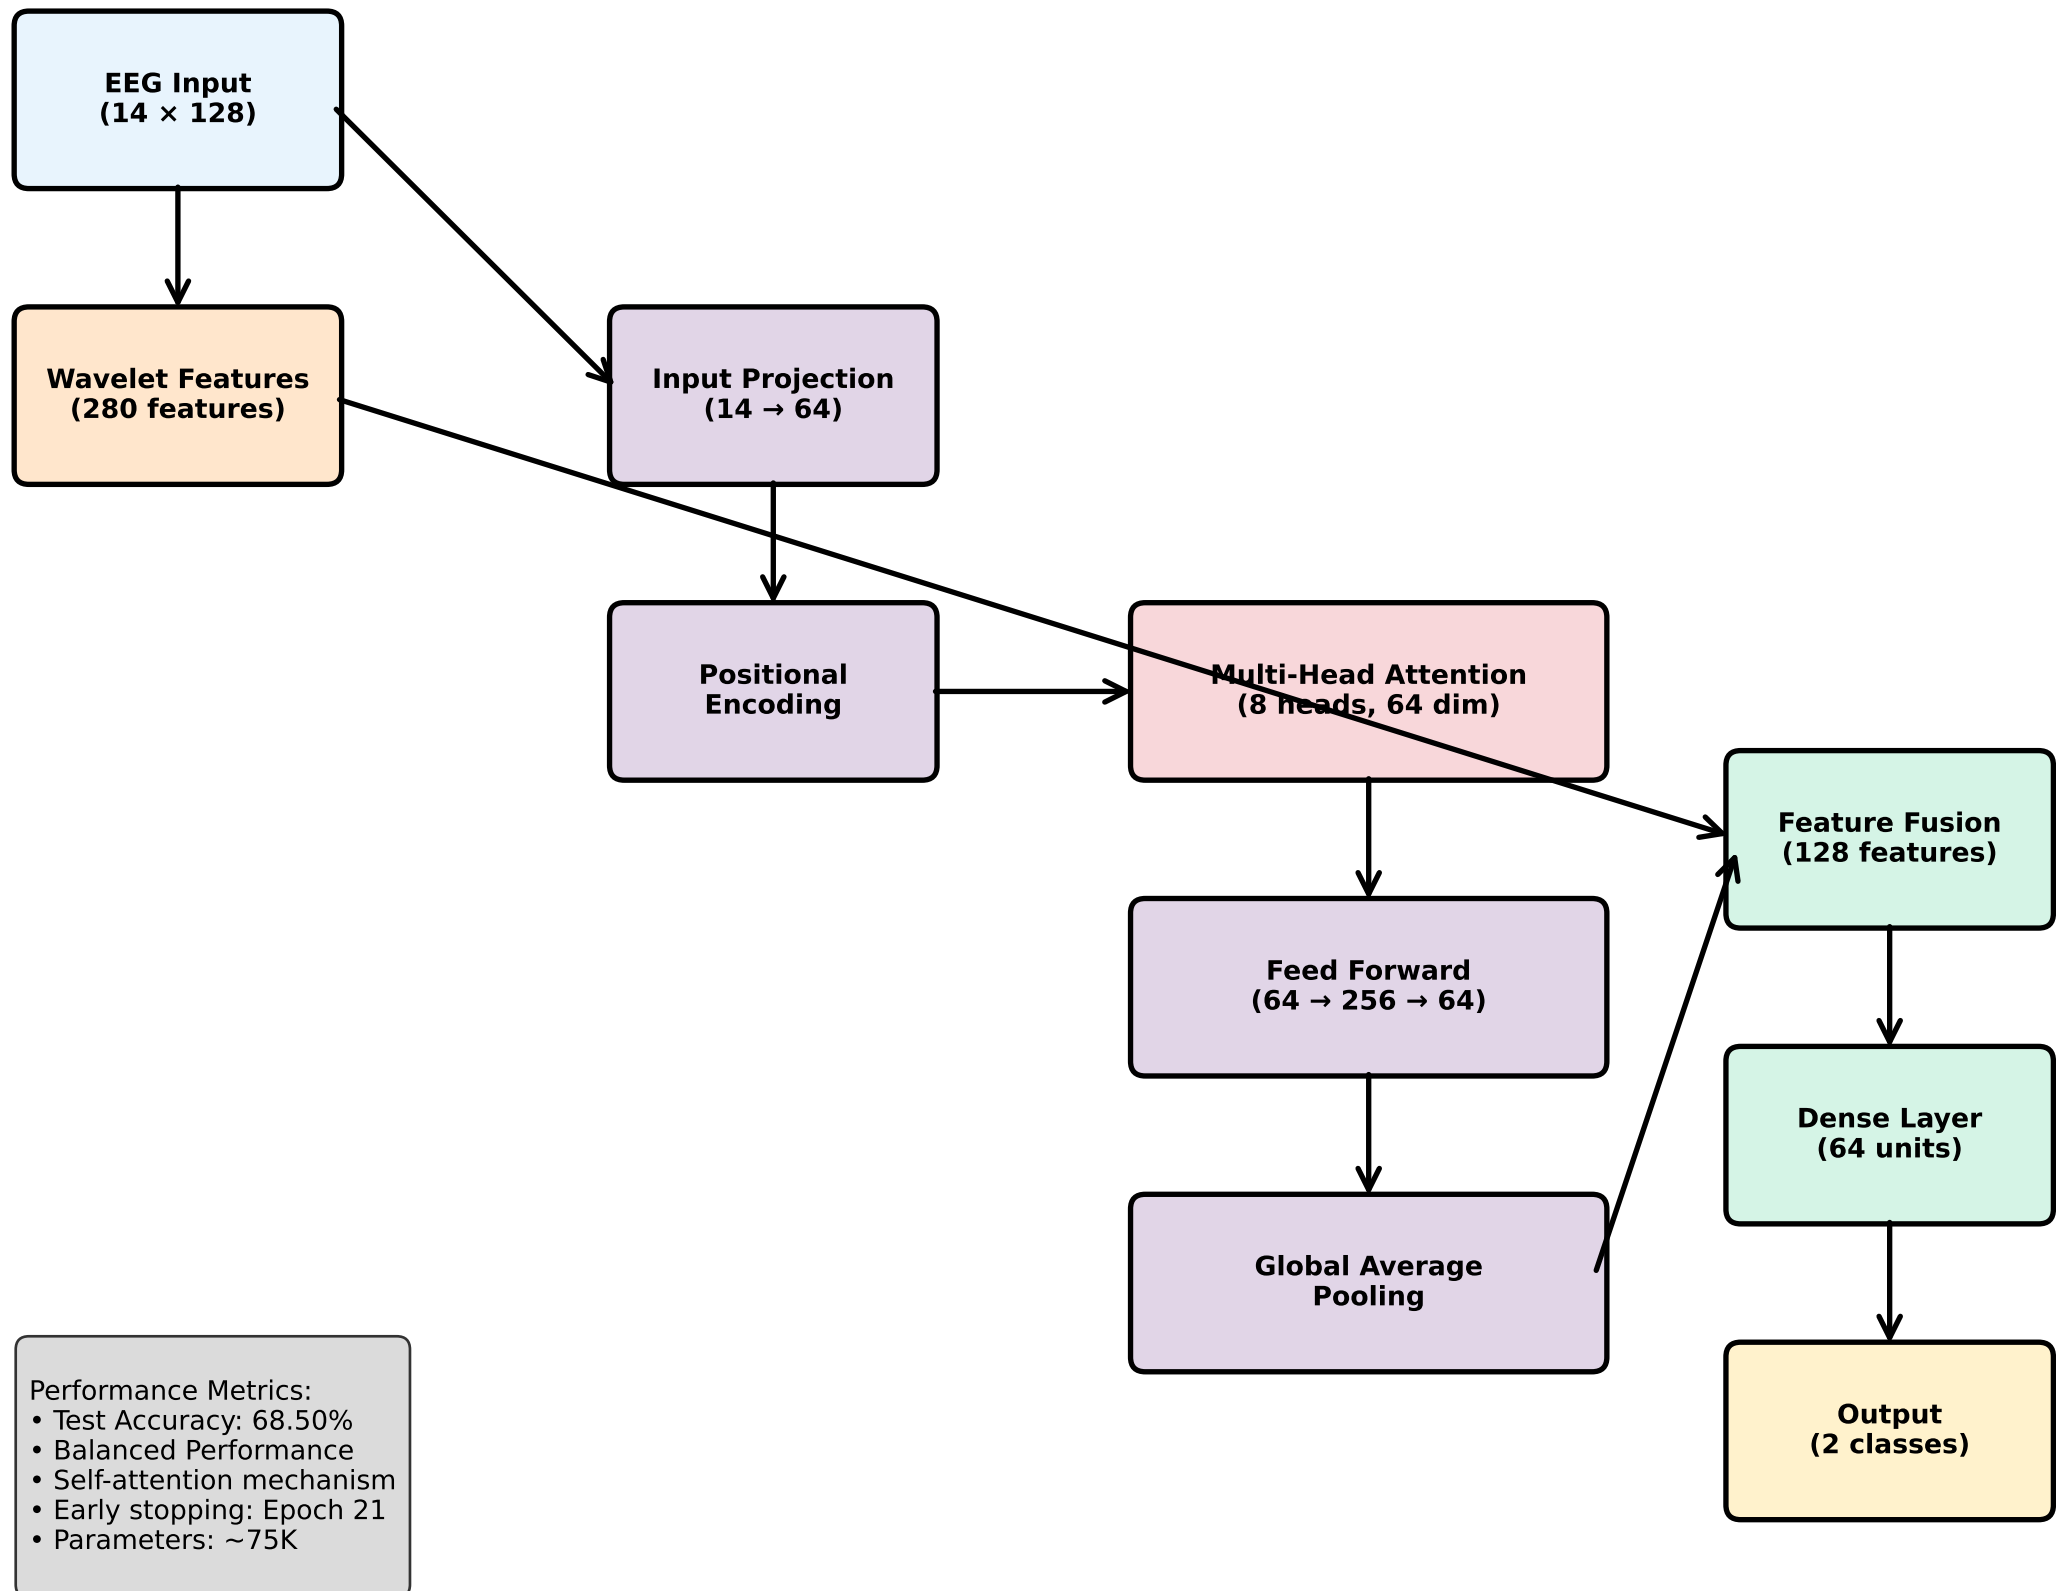 EEG Input
(14 × 128)
Wavelet Features
(280 features)
Input Projection
(14 → 64)
Positional
Encoding
Multi-Head Attention
(8 heads, 64 dim)
Feature Fusion
(128 features)
Feed Forward
(64 → 256 → 64)
Dense Layer
(64 units)
Global Average
Pooling
Output
(2 classes)
Performance Metrics:
• Test Accuracy: 68.50%
• Balanced Performance
• Self-attention mechanism
• Early stopping: Epoch 21
• Parameters: ~75K